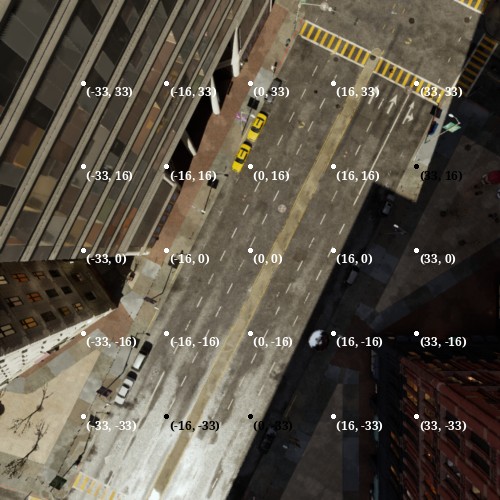 (-33, 33) (-16, 33) (0, 33) (16, 33) (33, 33)
(-33, 16) (-16, 16) (0, 16) (16, 16) (33, 16)
(-33, 0) (-16, 0) (0, 0) (16, 0) (33, 0)
(-33, -16) (-16, -16) (0, -16) (16, -16) (33, -16)
(-33, -33) (-16, -33) (0, -33) (16, -33) (33, -33)